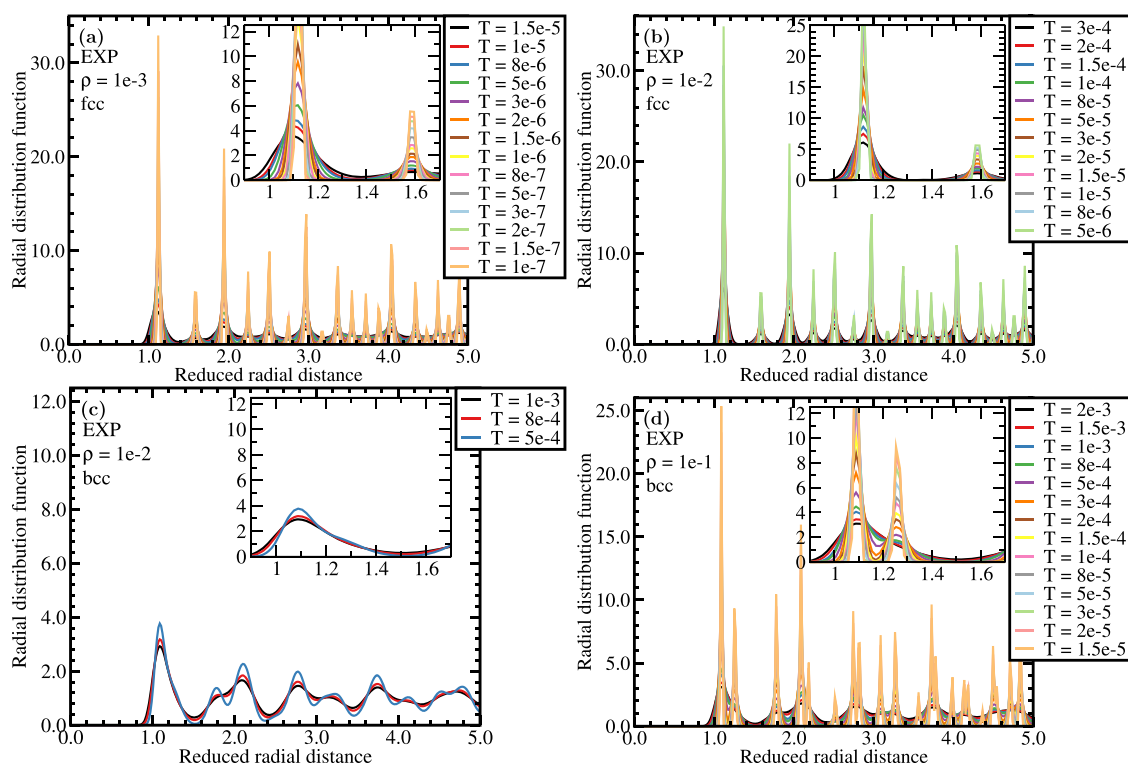 (a)
EXP
ρ = 1e-3
fcc
Radial distribution function
35.0
30.0
20.0
10.0
0.0
0.0 1.0 2.0 3.0 4.0 5.0
Reduced radial distance
12
10
8
6
4
2
0
1 1.2 1.4 1.6
T = 1.5e-5
T = 1e-5
T = 8e-6
T = 5e-6
T = 3e-6
T = 2e-6
T = 1.5e-6
T = 1e-6
T = 8e-7
T = 5e-7
T = 3e-7
T = 2e-7
T = 1.5e-7
T = 1e-7
(b)
EXP
ρ = 1e-2
fcc
Radial distribution function
30.0
20.0
10.0
0.0
0.0 1.0 2.0 3.0 4.0 5.0
Reduced radial distance
25
20
15
10
5
0
1 1.2 1.4 1.6
T = 3e-4
T = 2e-4
T = 1.5e-4
T = 1e-4
T = 8e-5
T = 5e-5
T = 3e-5
T = 2e-5
T = 1.5e-5
T = 1e-5
T = 8e-6
T = 5e-6
(c)
EXP
ρ = 1e-2
bcc
Radial distribution function
12.0
10.0
8.0
6.0
4.0
2.0
0.0
0.0 1.0 2.0 3.0 4.0 5.0
Reduced radial distance
12
10
8
6
4
2
0
1 1.2 1.4 1.6
T = 1e-3
T = 8e-4
T = 5e-4
(d)
EXP
ρ = 1e-1
bcc
Radial distribution function
25.0
20.0
15.0
10.0
5.0
0.0
0.0 1.0 2.0 3.0 4.0 5.0
Reduced radial distance
12
10
8
6
4
2
0
1 1.2 1.4 1.6
T = 2e-3
T = 1.5e-3
T = 1e-3
T = 8e-4
T = 5e-4
T = 3e-4
T = 2e-4
T = 1.5e-4
T = 1e-4
T = 8e-5
T = 5e-5
T = 3e-5
T = 2e-5
T = 1.5e-5